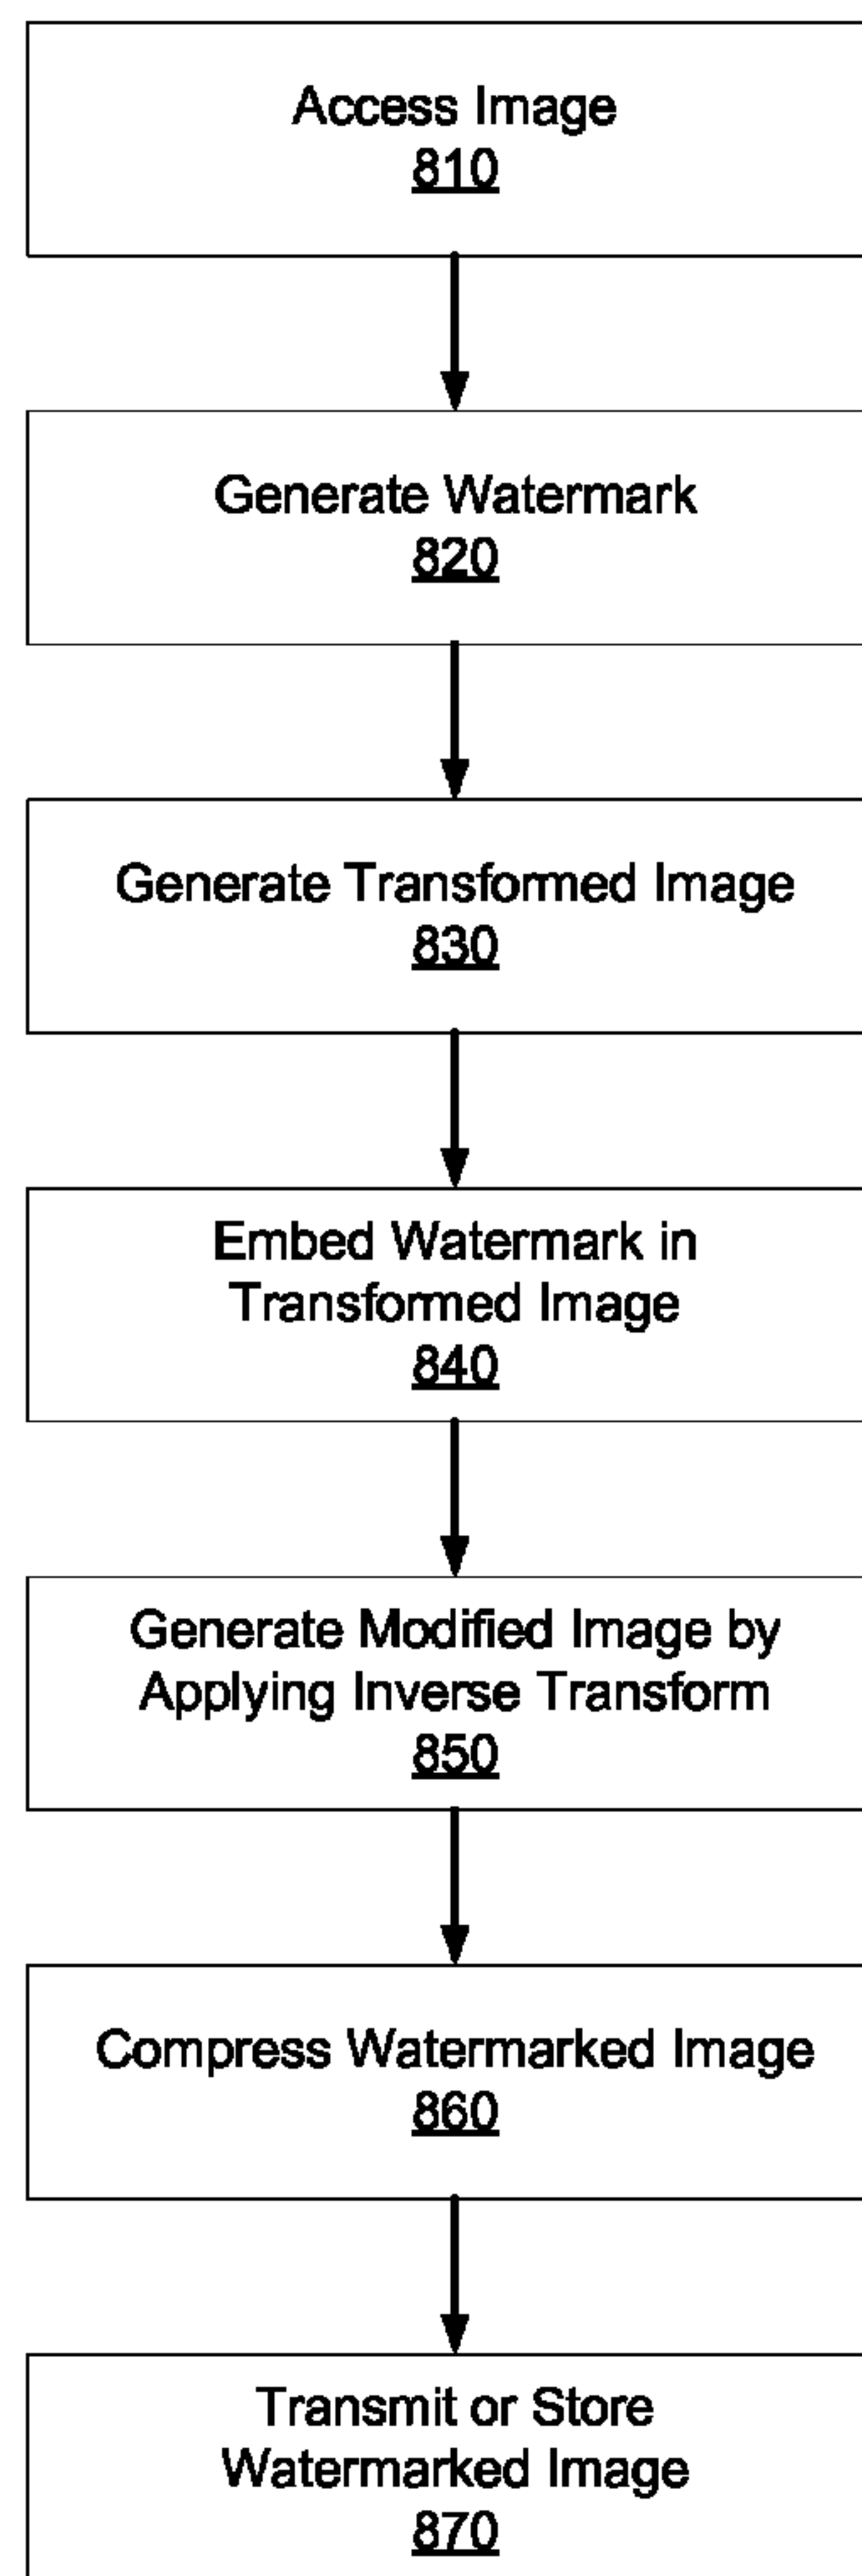 Access Image
810
Generate Watermark
820
Generate Transformed Image
830
Embed Watermark in
Transformed Image
840
Generate Modified Image by
Applying Inverse Transform
850
Compress Watermarked Image
860
Transmit or Store
Watermarked Image
870